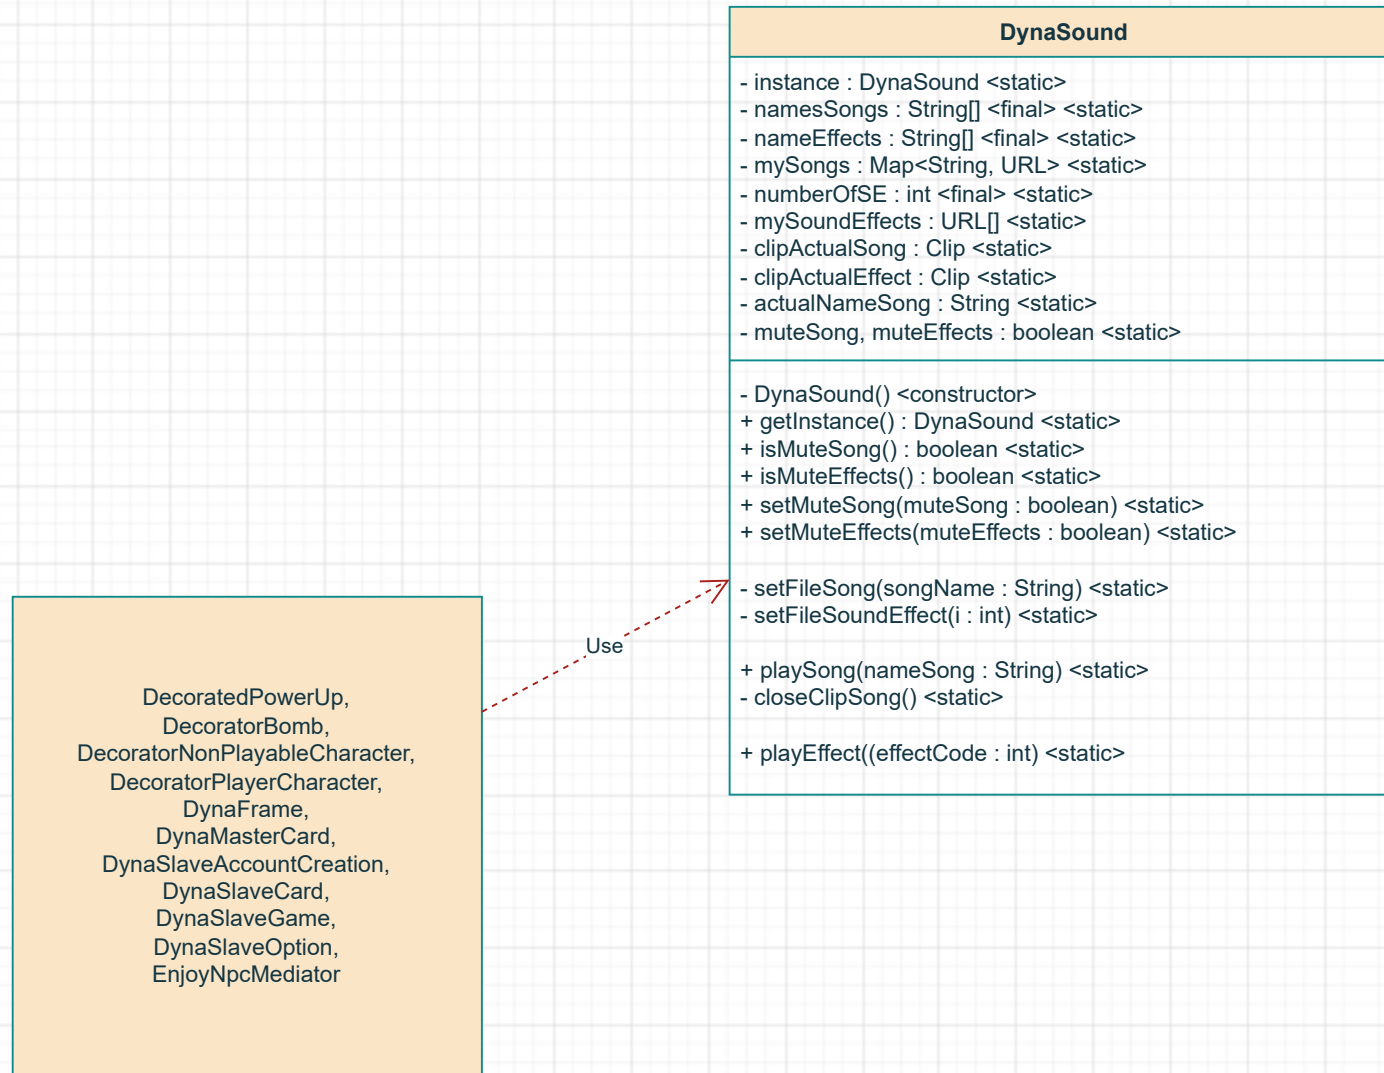 DynaSound
- instance : DynaSound <static>
- namesSongs : String[] <final> <static>
- nameEffects : String[] <final> <static>
- mySongs : Map<String, URL> <static>
- numberOfSE : int <final> <static>
- mySoundEffects : URL[] <static>
- clipActualSong : Clip <static>
- clipActualEffect : Clip <static>
- actualNameSong : String <static>
- muteSong, muteEffects : boolean <static>
- DynaSound() <constructor>
+ getInstance() : DynaSound <static>
+ isMuteSong() : boolean <static>
+ isMuteEffects() : boolean <static>
+ setMuteSong(muteSong : boolean) <static>
+ setMuteEffects(muteEffects : boolean) <static>
- setFileSong(songName : String) <static>
- setFileSoundEffect(i : int) <static>
+ playSong(nameSong : String) <static>
- closeClipSong() <static>
+ playEffect((effectCode : int) <static>
Use
DecoratedPowerUp,
DecoratorBomb,
DecoratorNonPlayableCharacter,
DecoratorPlayerCharacter,
DynaFrame,
DynaMasterCard,
DynaSlaveAccountCreation,
DynaSlaveCard,
DynaSlaveGame,
DynaSlaveOption,
EnjoyNpcMediator